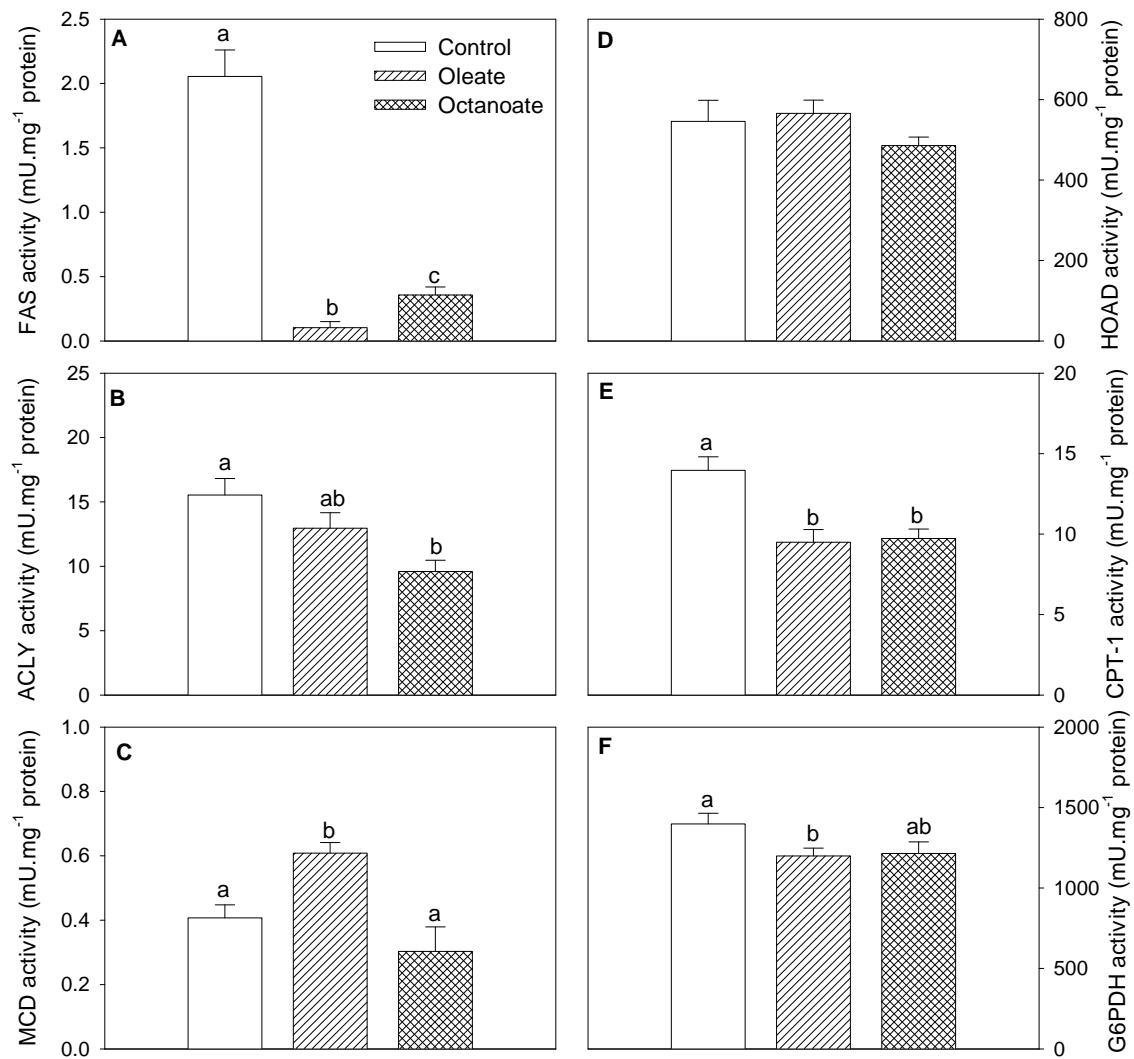 A
a
b
c
Control
Oleate
Octanoate
2.5
2.0
1.5
1.0
0.5
0.0
FAS activity (mU.mg⁻¹ protein)
D
800
600
400
200
0
HOAD activity (mU.mg⁻¹ protein)
B
a
ab
b
25
20
15
10
5
0
ACLY activity (mU.mg⁻¹ protein)
E
a
b
b
20
15
10
5
0
CPT-1 activity (mU.mg⁻¹ protein)
C
a
b
a
1.0
0.8
0.6
0.4
0.2
0.0
MCD activity (mU.mg⁻¹ protein)
F
a
b
ab
2000
1500
1000
500
0
G6PDH activity (mU.mg⁻¹ protein)